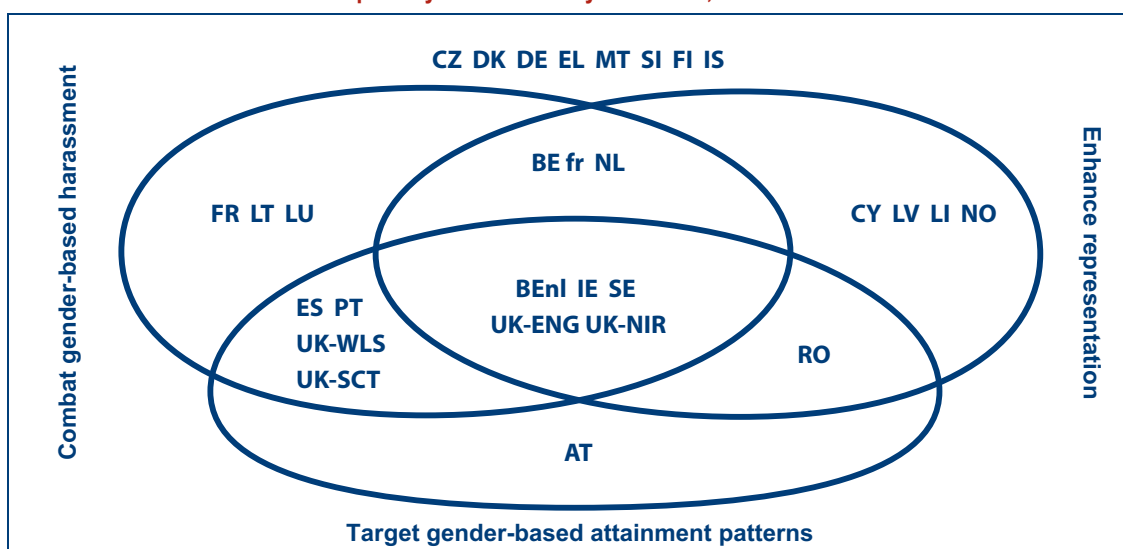 CZ DK DE EL MT SI FI IS
Combat gender-based harassment
Enhance representation
BE fr NL
FR LT LU
CY LV LI NO
BEnl IE SE
UK-ENG UK-NIR
ES PT
UK-WLS
UK-SCT
RO
AT
Target gender-based attainment patterns